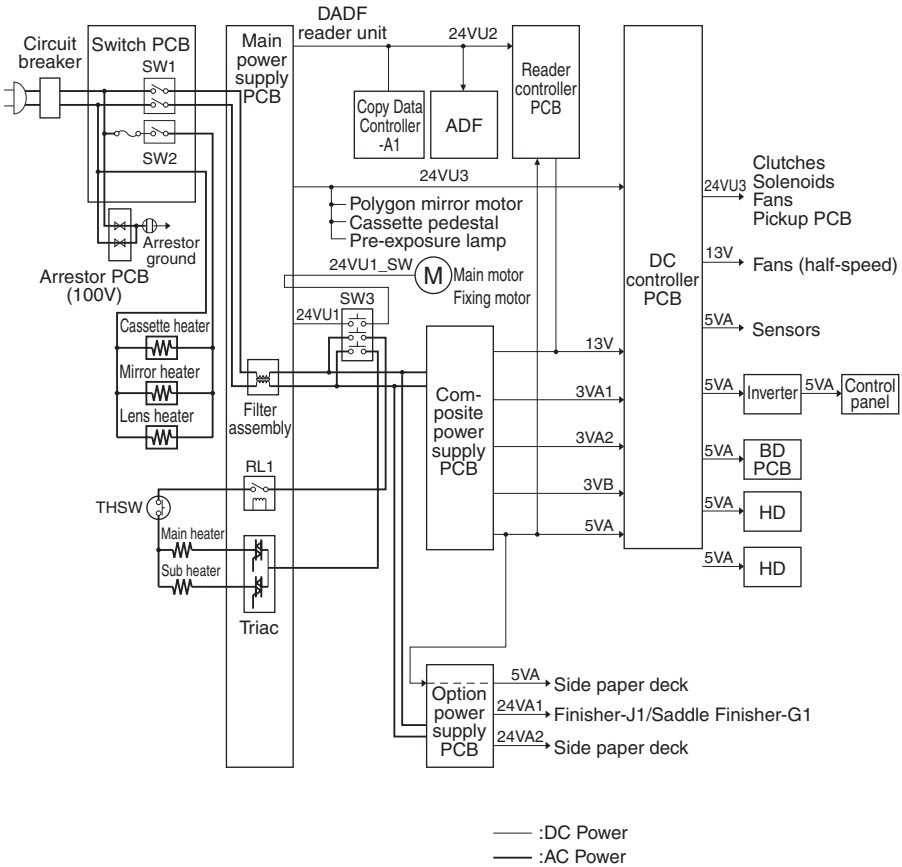 DADF
reader unit
24VU2
Circuit
breaker
Switch PCB
SW1
SW2
Main
power
supply
PCB
Reader
controller
PCB
Copy Data
Controller
-A1
ADF
24VU3
Polygon mirror motor
Cassette pedestal
Pre-exposure lamp
Arrestor
ground
Arrestor PCB
(100V)
24VU1_SW
M
Main motor
Fixing motor
SW3
24VU1
DC
controller
PCB
24VU3
Clutches
Solenoids
Fans
Pickup PCB
13V
Fans (half-speed)
5VA
Sensors
5VA
Inverter
5VA
Control
panel
5VA
BD
PCB
5VA
HD
5VA
HD
Cassette heater
Mirror heater
Lens heater
Filter
assembly
Com-
posite
power
supply
PCB
13V
3VA1
3VA2
3VB
5VA
RL1
THSW
Main heater
Sub heater
Triac
Option
power
supply
PCB
5VA
Side paper deck
24VA1
Finisher-J1/Saddle Finisher-G1
24VA2
Side paper deck
:DC Power
:AC Power